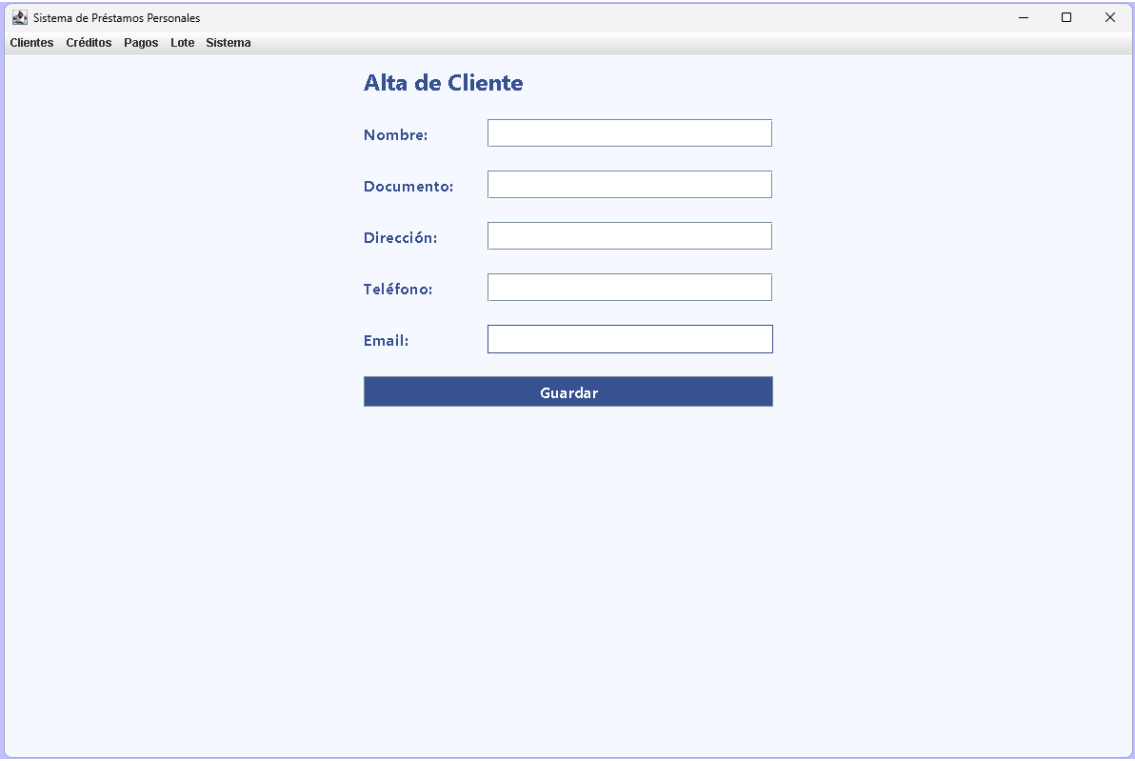 Sistema de Préstamos Personales
Clientes Créditos Pagos Lote Sistema
Alta de Cliente
Nombre:
Documento:
Dirección:
Teléfono:
Email:
Guardar